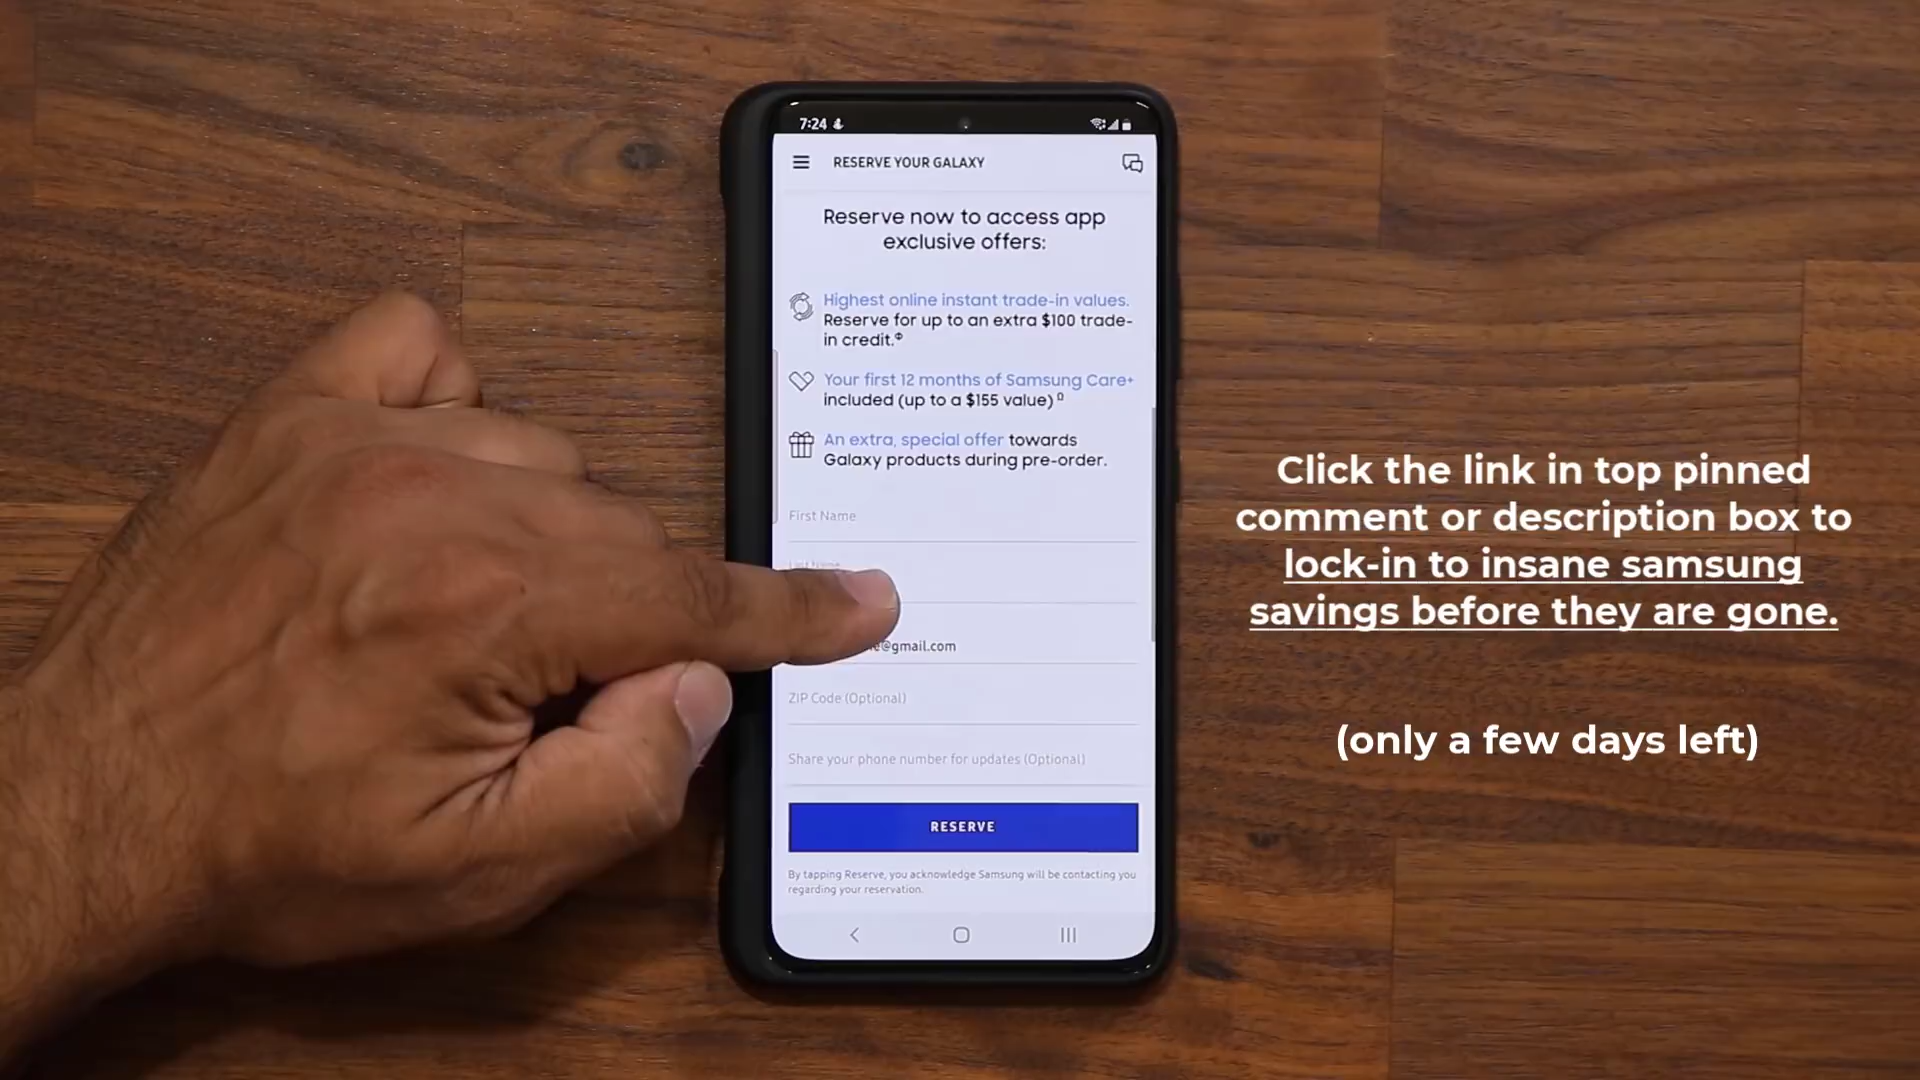 7:24
RESERVE YOUR GALAXY
Reserve now to access app
exclusive offers:
Highest online instant trade-in values.
Reserve for up to an extra $100 trade-
in credit.
Your first 12 months of Samsung Care+
included (up to a $155 value)
An extra, special offer towards
Galaxy products during pre-order.
First Name
Last Name
@gmail.com
ZIP Code (Optional)
Share your phone number for updates (Optional)
RESERVE
By tapping Reserve, you acknowledge Samsung will be contacting you
regarding your reservation.
Click the link in top pinned
comment or description box to
lock-in to insane samsung
savings before they are gone.
(only a few days left)